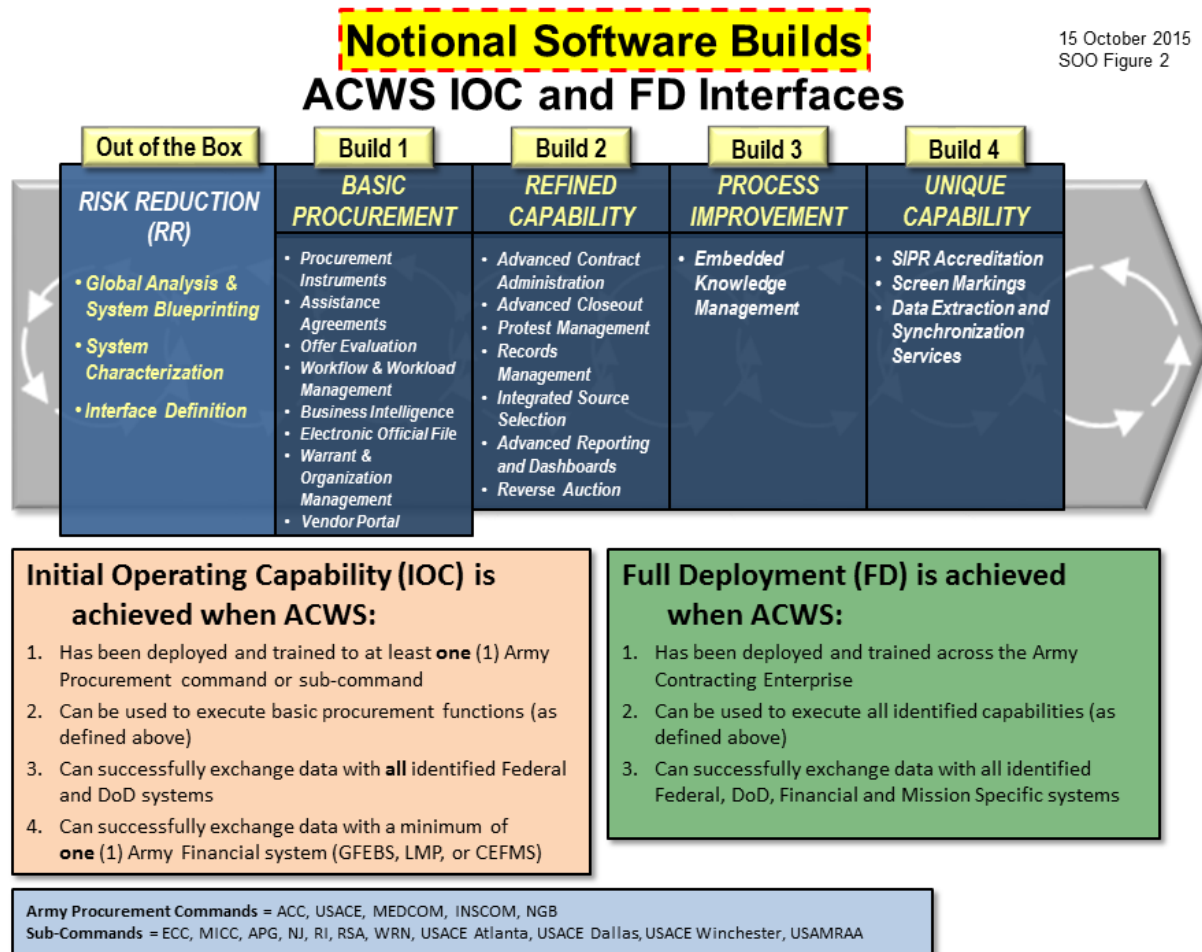 Notional Software Builds
15 October 2015
SOO Figure 2
ACWS IOC and FD Interfaces
Out of the Box
RISK REDUCTION
(RR)
• Global Analysis &
System Blueprinting
• System
Characterization
• Interface Definition
Build 1
BASIC
PROCUREMENT
• Procurement
Instruments
• Assistance
Agreements
• Offer Evaluation
• Workflow & Workload
Management
• Business Intelligence
• Electronic Official File
• Warrant &
Organization
Management
• Vendor Portal
Build 2
REFINED
CAPABILITY
• Advanced Contract
Administration
• Advanced Closeout
• Protest Management
• Records
Management
• Integrated Source
Selection
• Advanced Reporting
and Dashboards
• Reverse Auction
Build 3
PROCESS
IMPROVEMENT
• Embedded
Knowledge
Management
Build 4
UNIQUE
CAPABILITY
• SIPR Accreditation
• Screen Markings
• Data Extraction and
Synchronization
Services
Initial Operating Capability (IOC) is
achieved when ACWS:
1. Has been deployed and trained to at least one (1) Army
Procurement command or sub-command
2. Can be used to execute basic procurement functions (as
defined above)
3. Can successfully exchange data with all identified Federal
and DoD systems
4. Can successfully exchange data with a minimum of
one (1) Army Financial system (GFEBS, LMP, or CEFMS)
Full Deployment (FD) is achieved
when ACWS:
1. Has been deployed and trained across the Army
Contracting Enterprise
2. Can be used to execute all identified capabilities (as
defined above)
3. Can successfully exchange data with all identified
Federal, DoD, Financial and Mission Specific systems
Army Procurement Commands = ACC, USACE, MEDCOM, INSCOM, NGB
Sub-Commands = ECC, MICC, APG, NJ, RI, RSA, WRN, USACE Atlanta, USACE Dallas, USACE Winchester, USAMRAA